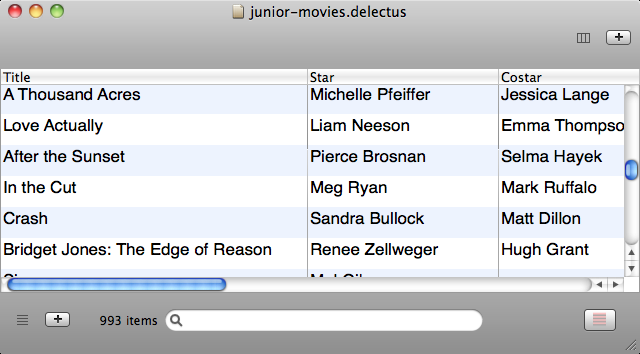 junior-movies.delectus
Title Star Costar
A Thousand Acres Michelle Pfeiffer Jessica Lange
Love Actually Liam Neeson Emma Thompso
After the Sunset Pierce Brosnan Selma Hayek
In the Cut Meg Ryan Mark Ruffalo
Crash Sandra Bullock Matt Dillon
Bridget Jones: The Edge of Reason Renee Zellweger Hugh Grant
993 items